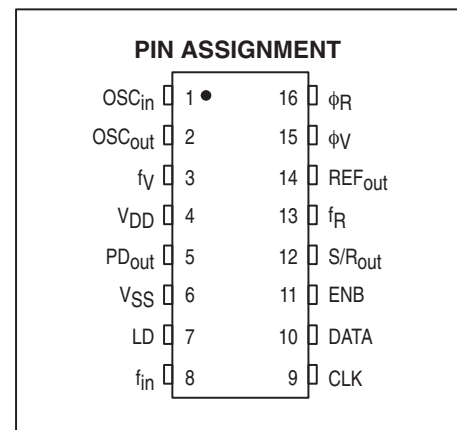 PIN ASSIGNMENT
OSCin 1 16 ϕR
OSCout 2 15 ϕV
fV 3 14 REFout
VDD 4 13 fR
PDout 5 12 S/Rout
VSS 6 11 ENB
LD 7 10 DATA
fin 8 9 CLK